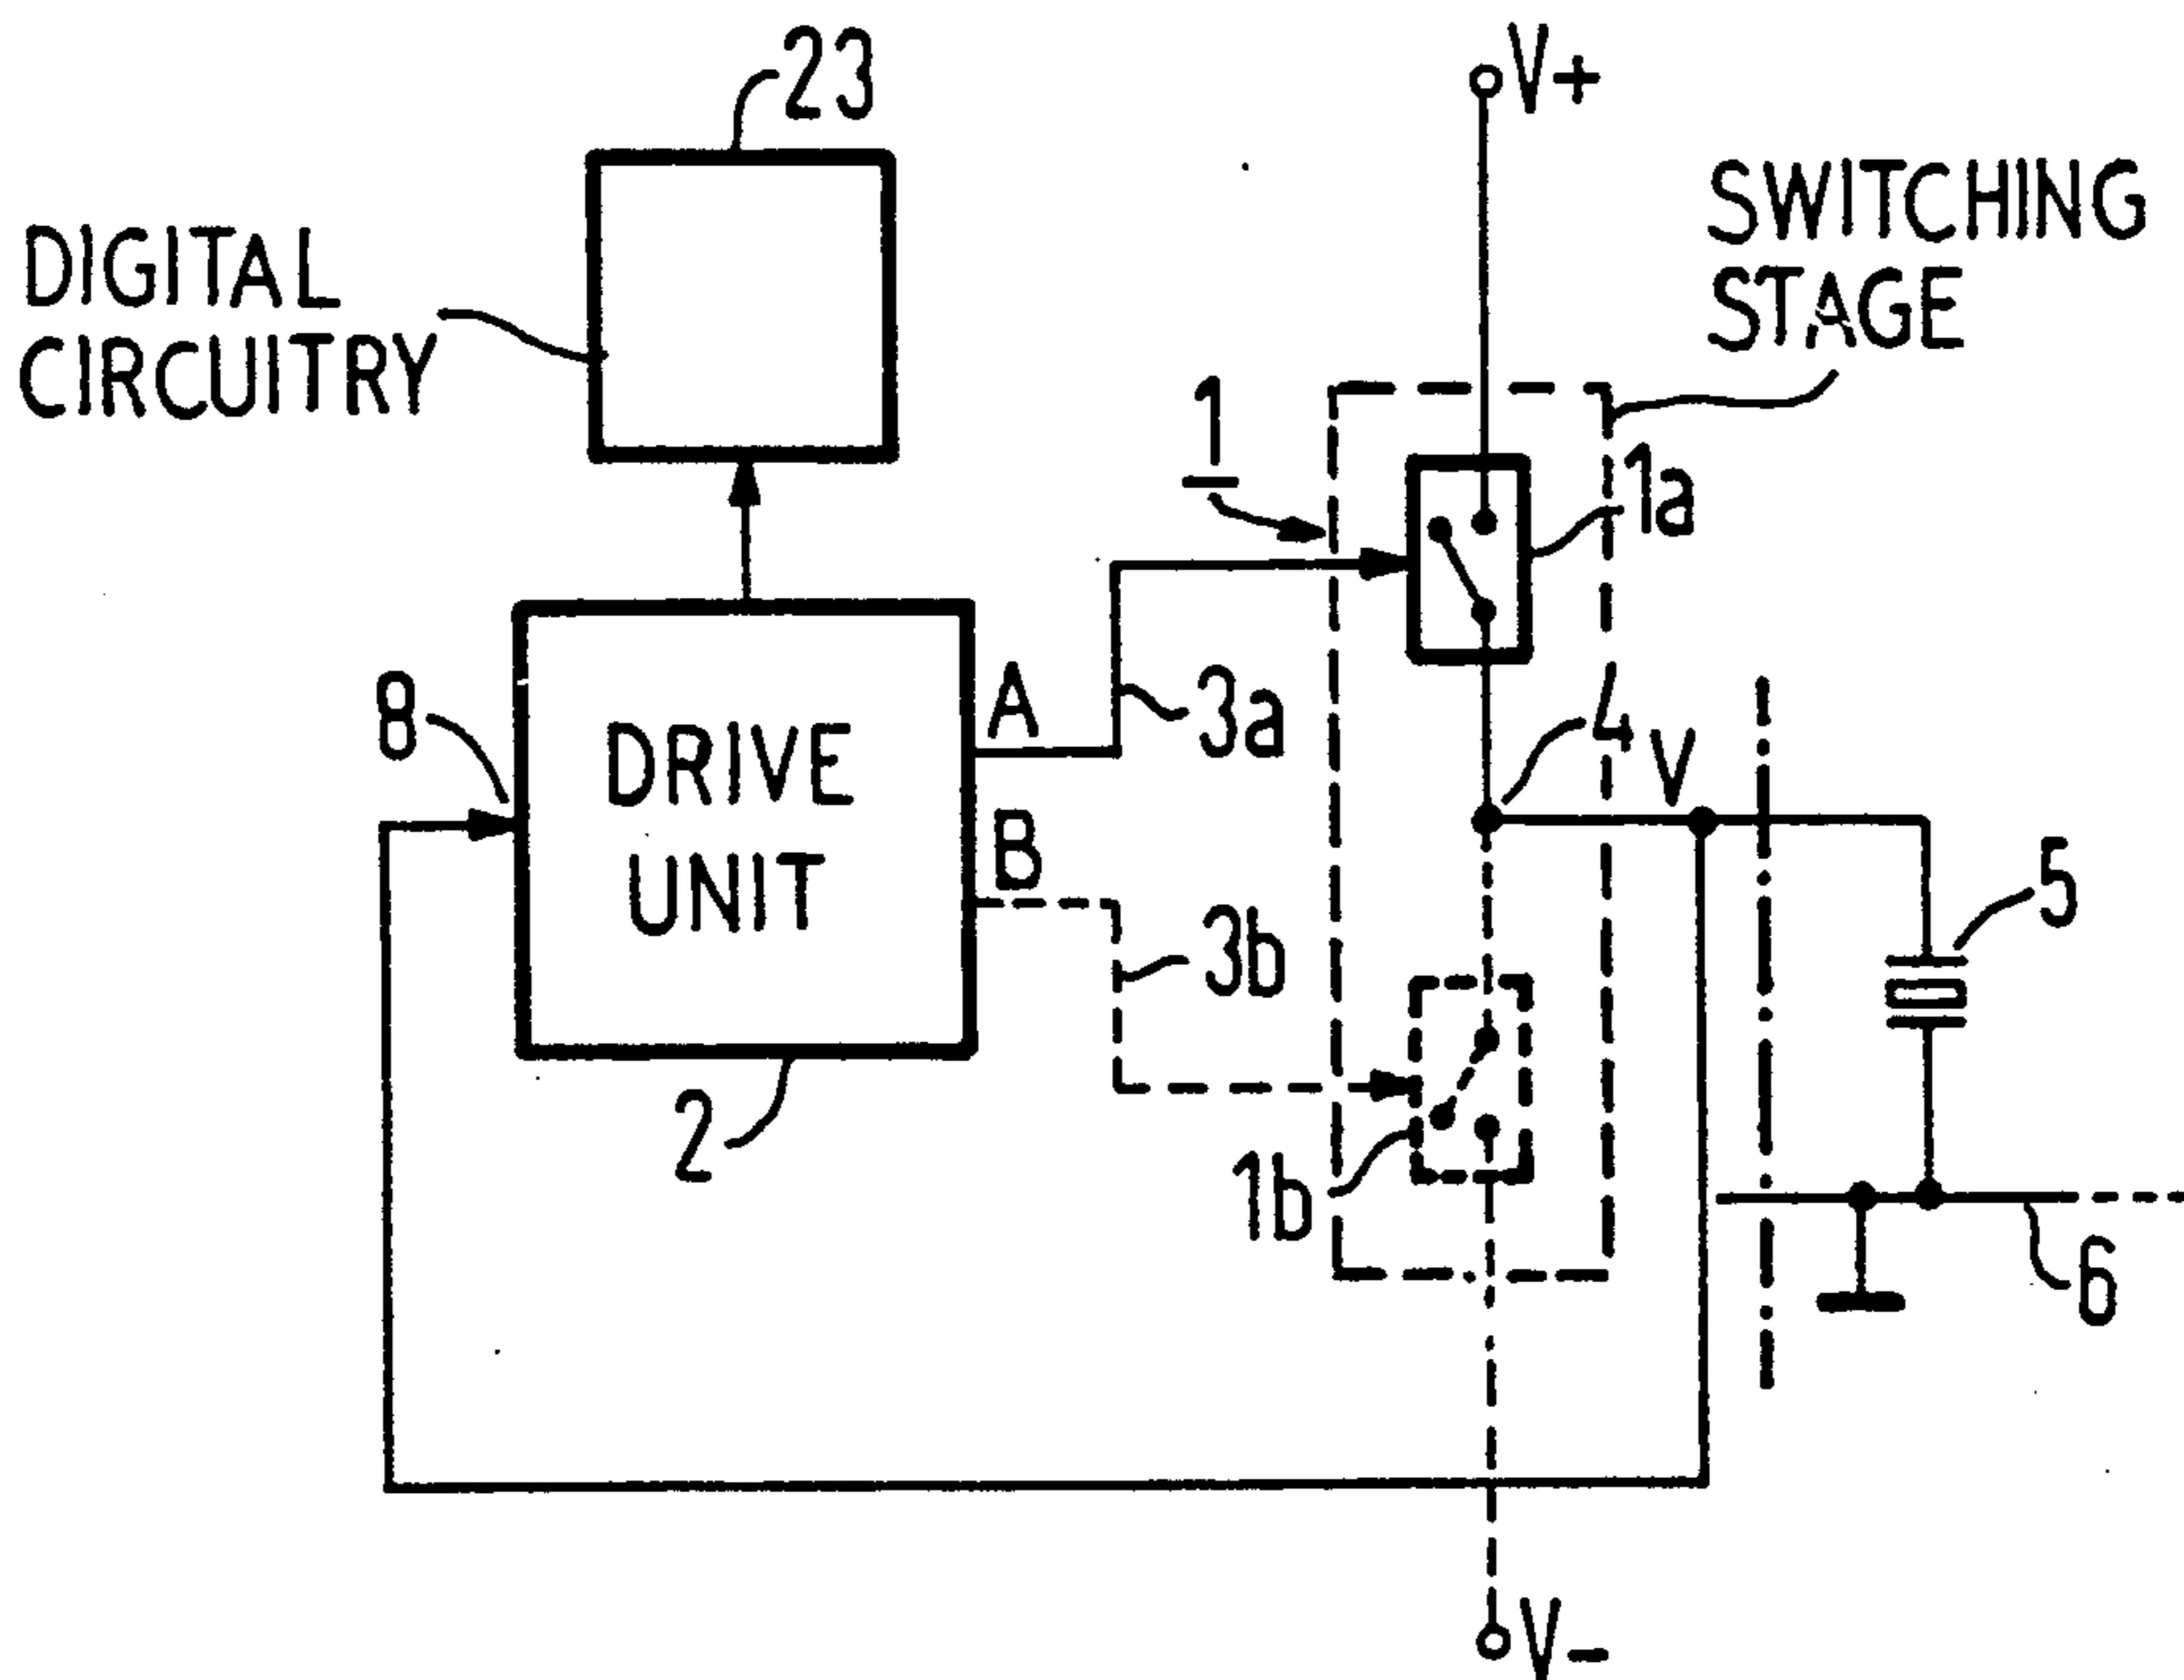 23
V+
DIGITAL
CIRCUITRY
SWITCHING
STAGE
1
1a
8
A
3a
4
V
DRIVE
UNIT
B
5
3b
2
1b
6
V-